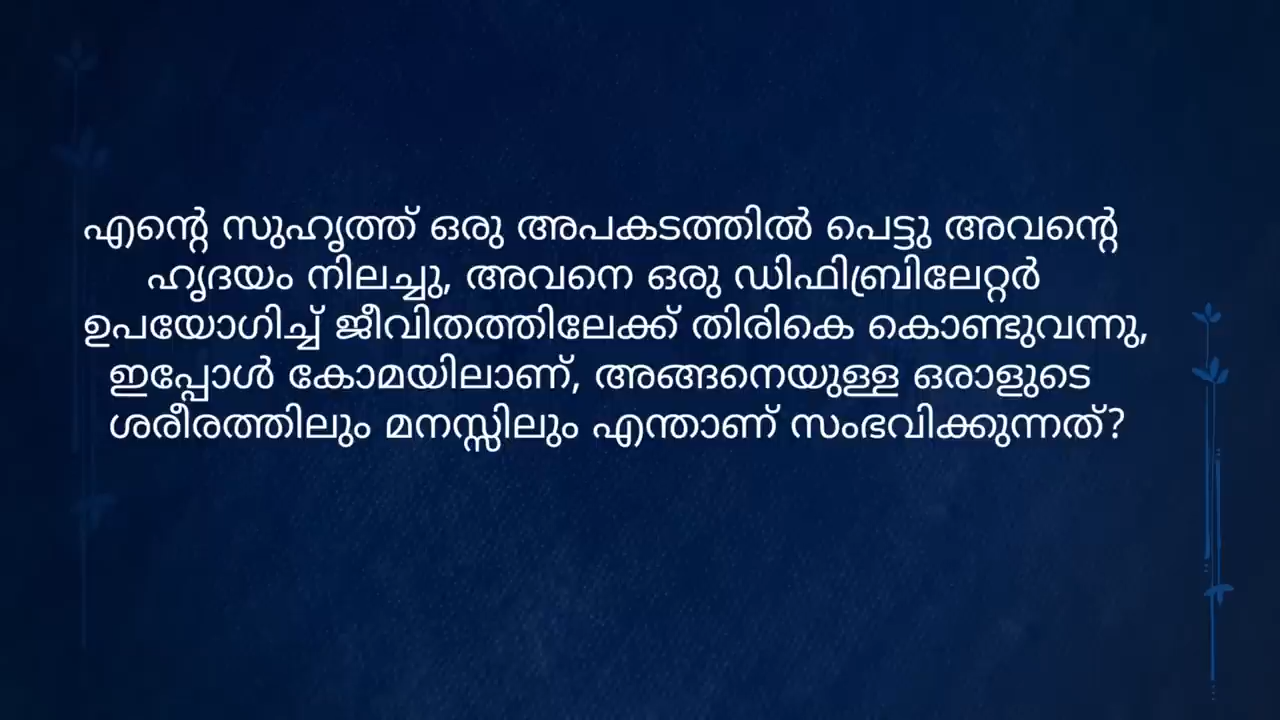 എന്റെ സുഹൃത്ത് ഒരു അപകടത്തിൽ പെട്ടു അവന്റെ
ഹൃദയം നിലച്ചു, അവനെ ഒരു ഡിഫിബ്രിലേറ്റർ
ഉപയോഗിച്ച് ജീവിതത്തിലേക്ക് തിരികെ കൊണ്ടുവന്നു,
ഇപ്പോൾ കോമയിലാണ്, അങ്ങനെയുള്ള ഒരാളുടെ
ശരീരത്തിലും മനസ്സിലും എന്താണ് സംഭവിക്കുന്നത്?